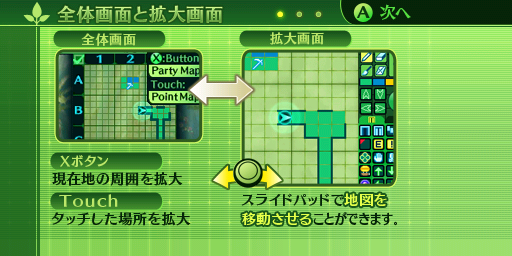 全体画面と拡大画面
A 次へ
全体画面
1 2
X:Button
Party Map
Touch:
Point Map
A
B
C
拡大画面
Xボタン
現在地の周囲を拡大
Touch
タッチした場所を拡大
スライドパッドで地図を
移動させることができます。